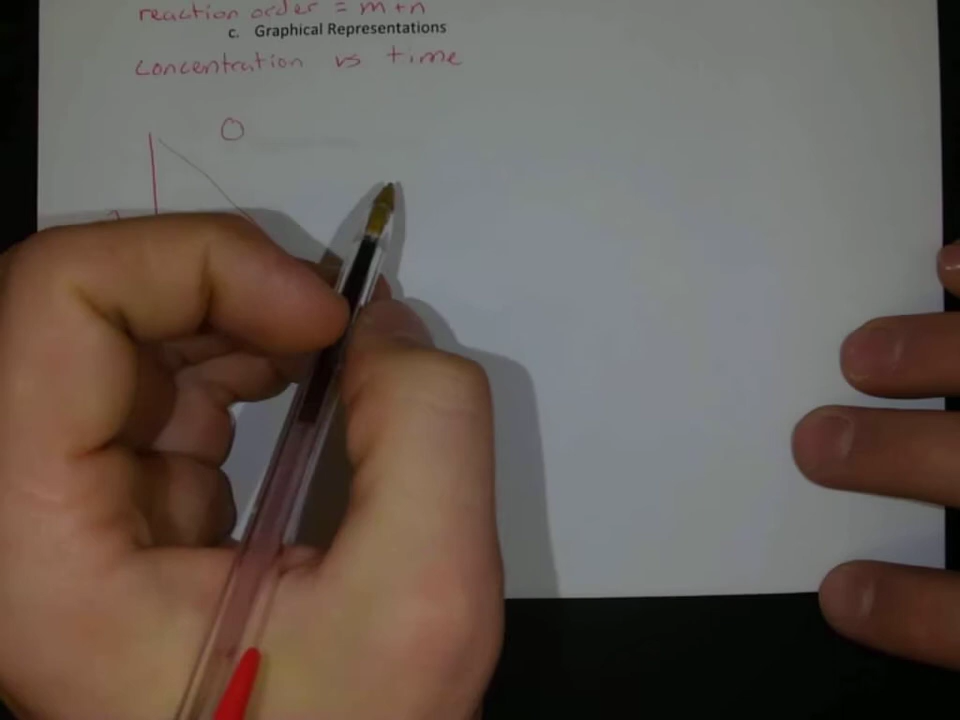 reaction order = m+n
c. Graphical Representations
concentration vs time
0